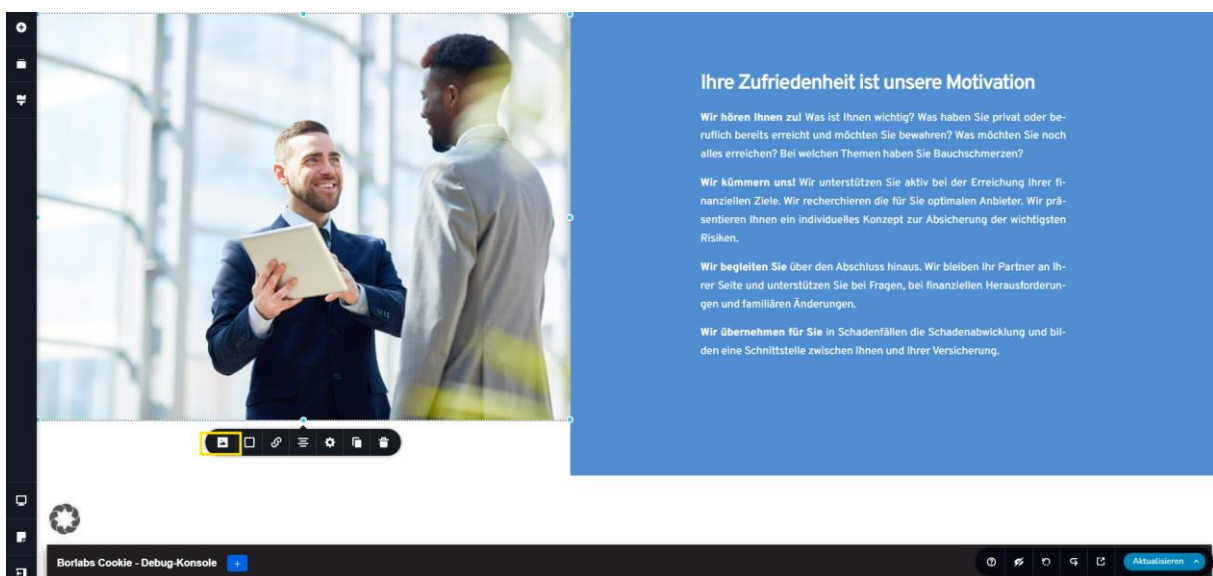 Ihre Zufriedenheit ist unsere Motivation
Wir hören Ihnen zu! Was ist Ihnen wichtig? Was haben Sie privat oder be-
ruflich bereits erreicht und möchten Sie bewahren? Was möchten Sie noch
alles erreichen? Bei welchen Themen haben Sie Bauchschmerzen?
Wir kümmern uns! Wir unterstützen Sie aktiv bei der Erreichung Ihrer fi-
nanziellen Ziele. Wir recherchieren die für Sie optimalen Anbieter. Wir prä-
sentieren Ihnen ein individuelles Konzept zur Absicherung der wichtigsten
Risiken.
Wir begleiten Sie über den Abschluss hinaus. Wir bleiben Ihr Partner an Ih-
rer Seite und unterstützen Sie bei Fragen, bei finanziellen Herausforderun-
gen und familiären Änderungen.
Wir übernehmen für Sie in Schadenfällen die Schadenabwicklung und bil-
den eine Schnittstelle zwischen Ihnen und Ihrer Versicherung.
Borlabs Cookie - Debug-Konsole +
Aktualisieren